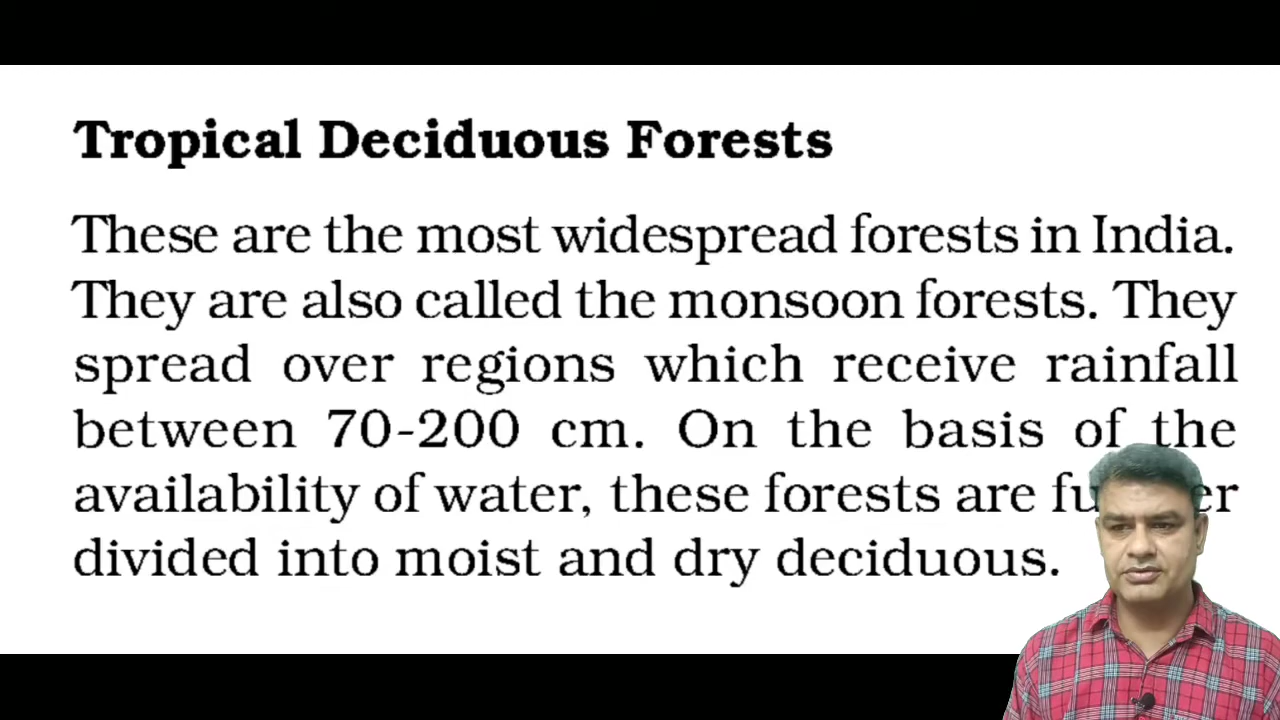 Tropical Deciduous Forests
These are the most widespread forests in India.
They are also called the monsoon forests. They
spread over regions which receive rainfall
between 70-200 cm. On the basis of the
availability of water, these forests are
divided into moist and dry deciduous.